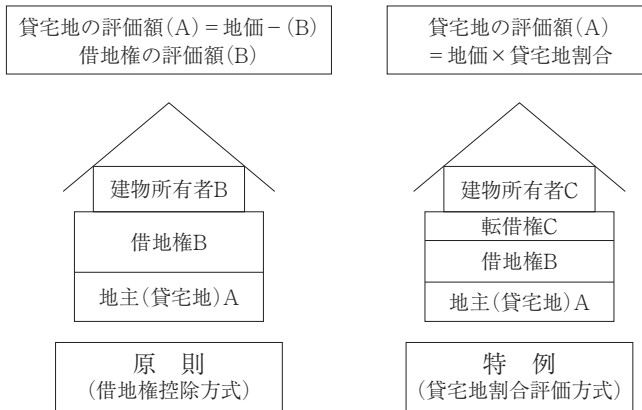 貸宅地の評価額(A)＝地価－(B)
借地権の評価額(B)
建物所有者B
借地権B
地主(貸宅地)A
原　則
(借地権控除方式)
貸宅地の評価額(A)
＝地価×貸宅地割合
建物所有者C
転借権C
借地権B
地主(貸宅地)A
特　例
(貸宅地割合評価方式)